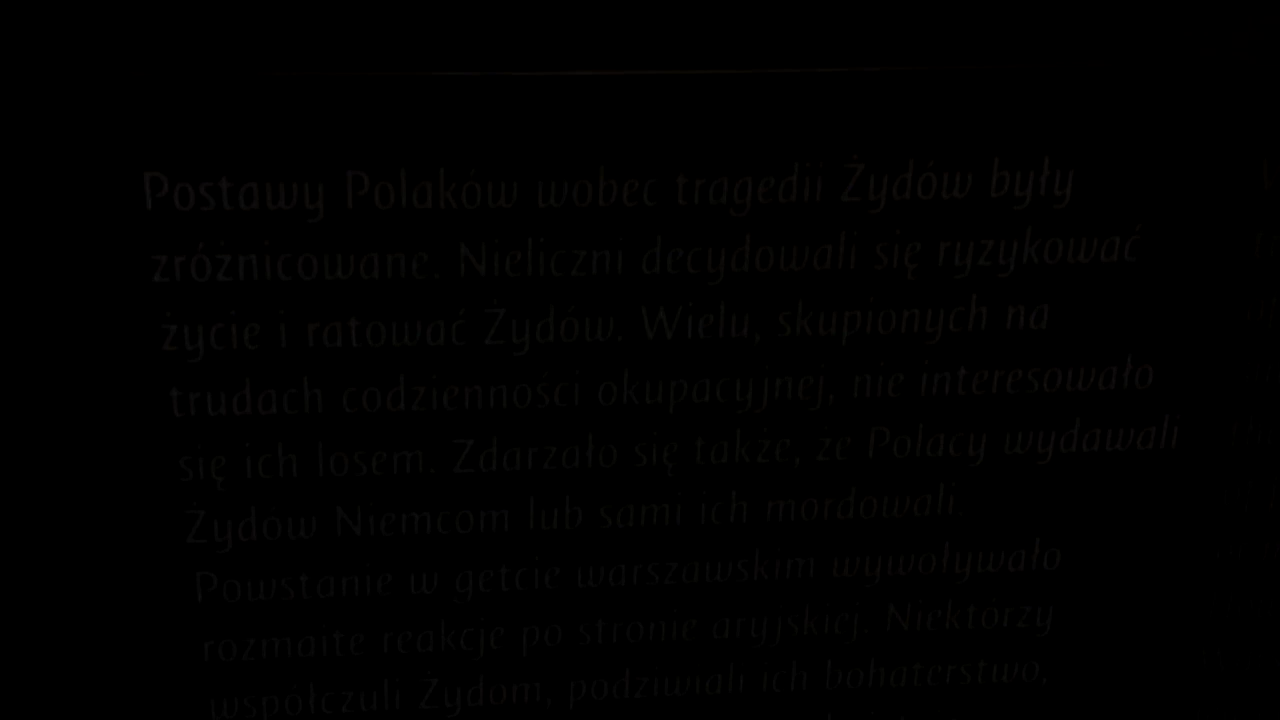 Postawy Polaków wobec tragedii Żydów były
zróżnicowane. Nieliczni decydowali się ryzykować
życie i ratować Żydów. Wielu, skupionych na
trudach codzienności okupacyjnej, nie interesowało
się ich losem. Zdarzało się także, że Polacy wydawali
Żydów Niemcom lub sami ich mordowali.
Powstanie w getcie warszawskim wywoływało
rozmaite reakcje po stronie aryjskiej. Niektórzy
współczuli Żydom, podziwiali ich bohaterstwo,